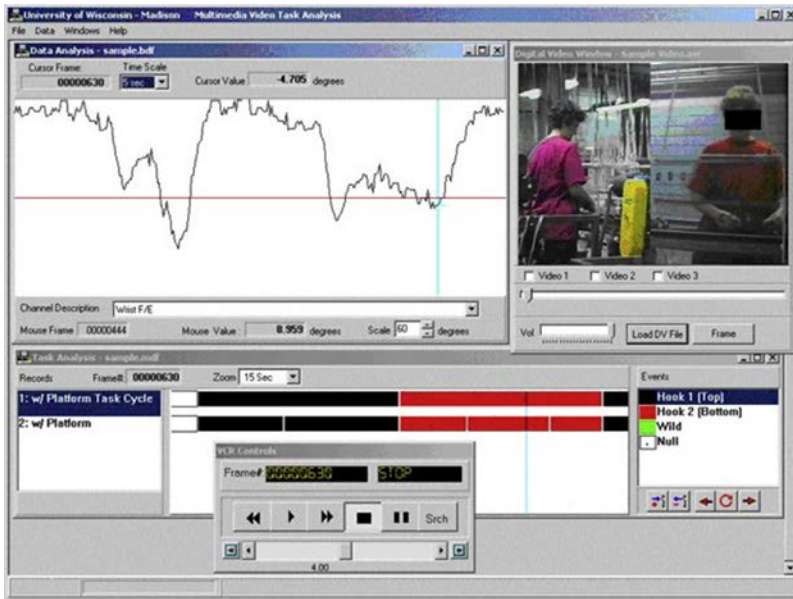 University of Wisconsin - Madison Multimedia Video Task Analysis
File Data Windows Help
Data Analysis - sample.bdf
Cursor Frame: Time Scale
00000630 5 sec Cursor Value -4.705 degrees
Channel Description Wrist F/E
Mouse Frame 00000444 Mouse Value: 8.959 degrees Scale 60 degrees
Digital Video Window - Sample Video.avi
Video 1 Video 2 Video 3
Vol Load DV File Frame
Task Analysis - sample.mdf
Records Frame#: 00000630 Zoom 15 Sec
1: w/ Platform Task Cycle
2: w/ Platform
Events
Hook 1 (Top)
Hook 2 (Bottom)
Wild
Null
VCR Controls
Frame#: 00000630 STOP
Srch
4.00